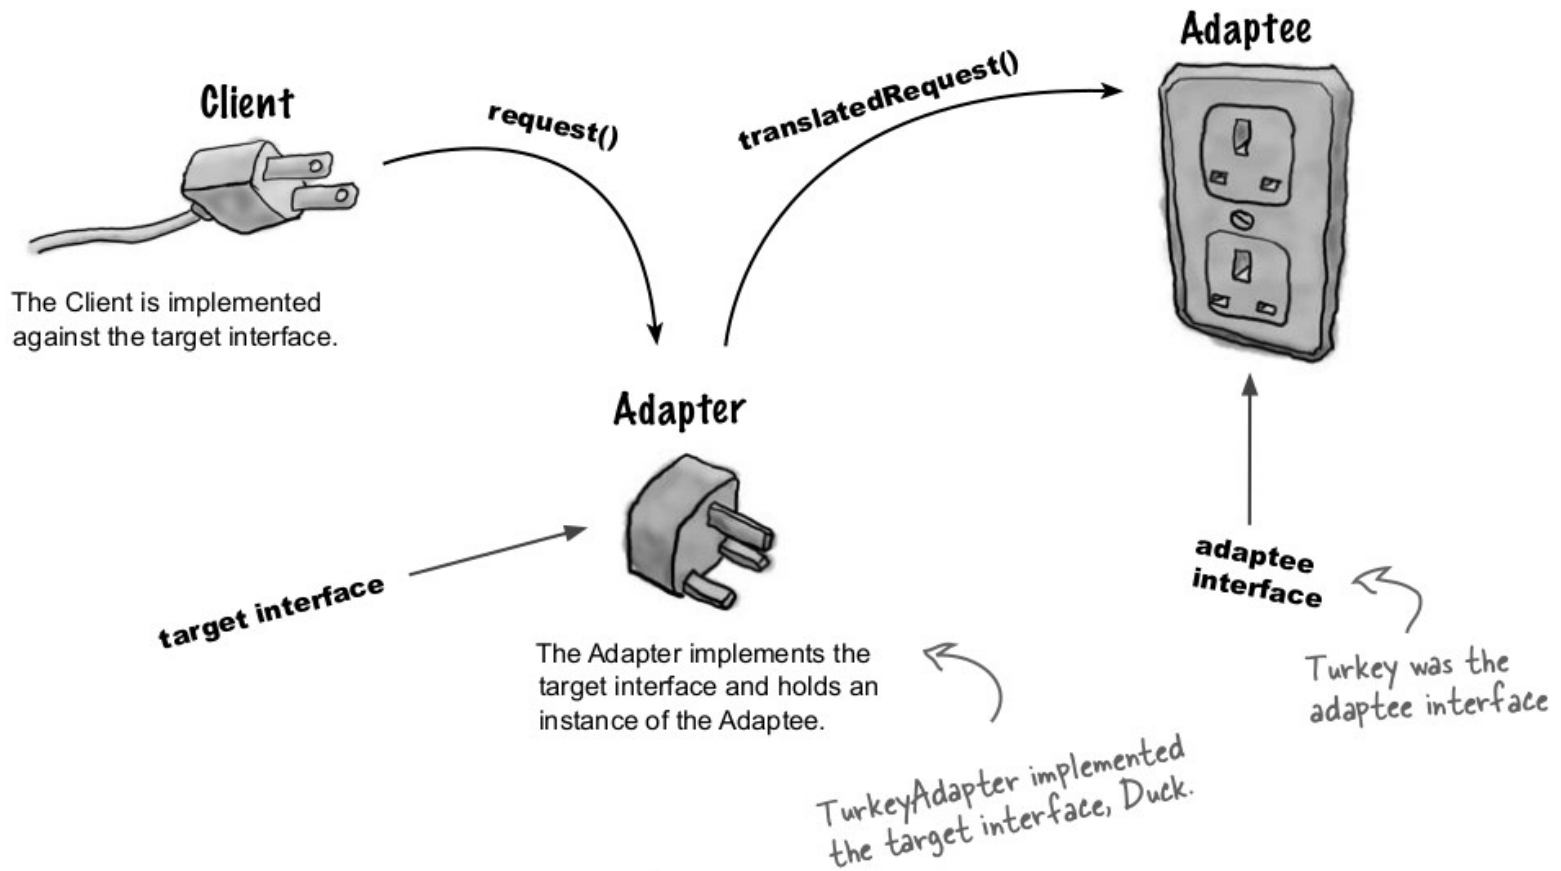 Adaptee
Client
request()
translatedRequest()
The Client is implemented
against the target interface.
Adapter
target interface
adaptee
interface
The Adapter implements the
target interface and holds an
instance of the Adaptee.
Turkey was the
adaptee interface
TurkeyAdapter implemented
the target interface, Duck.